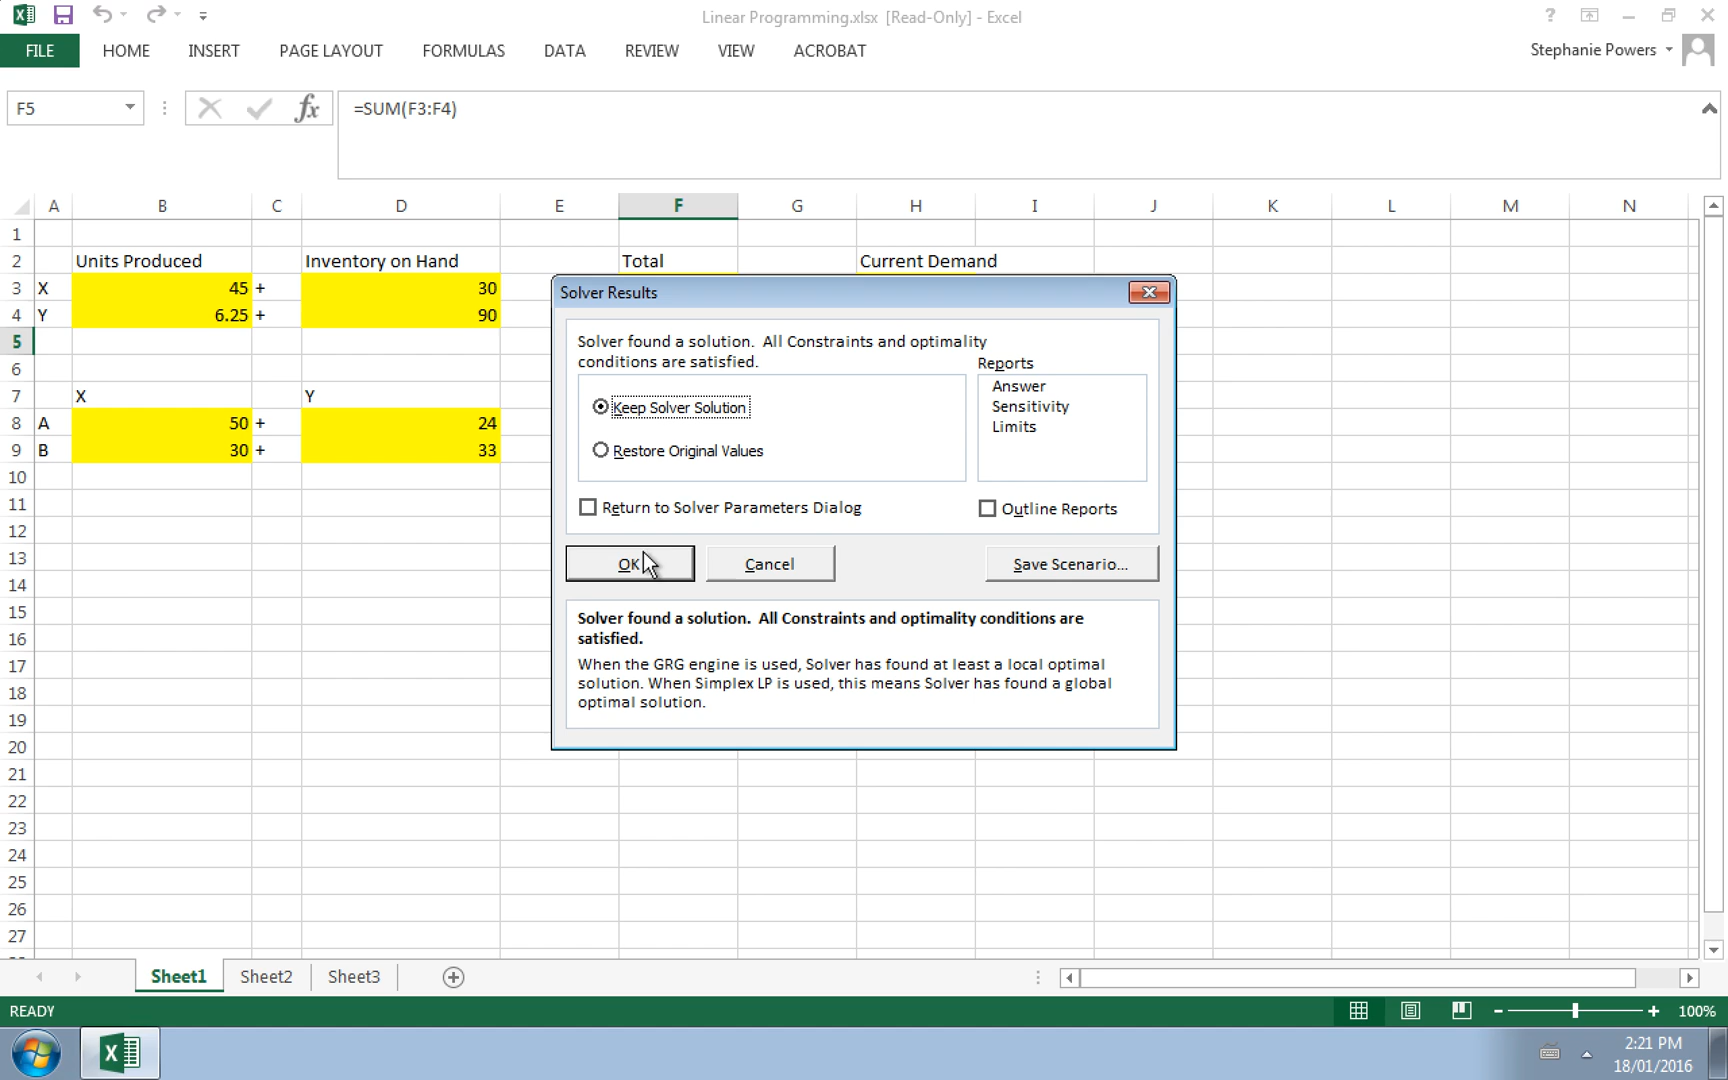 Linear Programming.xlsx [Read-Only] - Excel
?
FILE HOME INSERT PAGE LAYOUT FORMULAS DATA REVIEW VIEW ACROBAT
Stephanie Powers
F5 fx =SUM(F3:F4)
A B C D E F G H I J K L M N
1
2 Units Produced Inventory on Hand Total Current Demand
3 X 45 + 30
4 Y 6.25 + 90
5
6
7 X Y
8 A 50 + 24
9 B 30 + 33
10
11
12
13
14
15
16
17
18
19
20
21
22
23
24
25
26
27
Solver Results
Solver found a solution. All Constraints and optimality
conditions are satisfied.
Reports
Answer
Sensitivity
Limits
Keep Solver Solution
Restore Original Values
Return to Solver Parameters Dialog
Outline Reports
OK Cancel Save Scenario...
Solver found a solution. All Constraints and optimality conditions are
satisfied.
When the GRG engine is used, Solver has found at least a local optimal
solution. When Simplex LP is used, this means Solver has found a global
optimal solution.
Sheet1 Sheet2 Sheet3
READY
100%
2:21 PM
18/01/2016